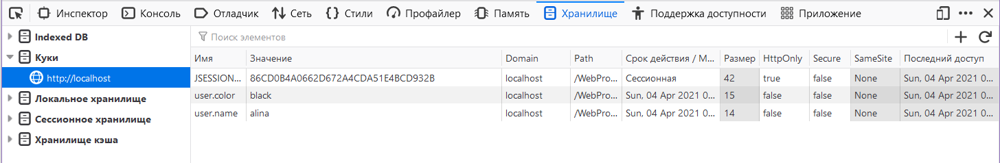 Инспектор Консоль Отладчик Сеть Стили Профайлер Память Хранилище Поддержка доступности Приложение
Indexed DB
Куки
http://localhost
Локальное хранилище
Сессионное хранилище
Хранилище кэша
Поиск элементов
Имя Значение Domain Path Срок действия / M... Размер HttpOnly Secure SameSite Последний доступ
JSESSION... 86CD0B4A0662D672A4CDA51E4BCD932B localhost /WebPro... Сессионная 42 true false None Sun, 04 Apr 2021 0...
user.color black localhost /WebPro... Sun, 04 Apr 2021 0... 15 false false None Sun, 04 Apr 2021 0...
user.name alina localhost /WebPro... Sun, 04 Apr 2021 0... 14 false false None Sun, 04 Apr 2021 0...